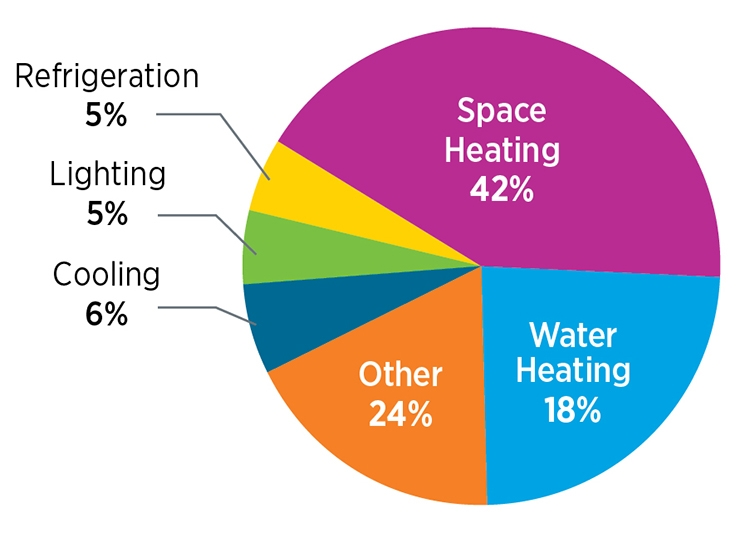 Refrigeration
5%
Lighting
5%
Cooling
6%
Space
Heating
42%
Water
Heating
18%
Other
24%